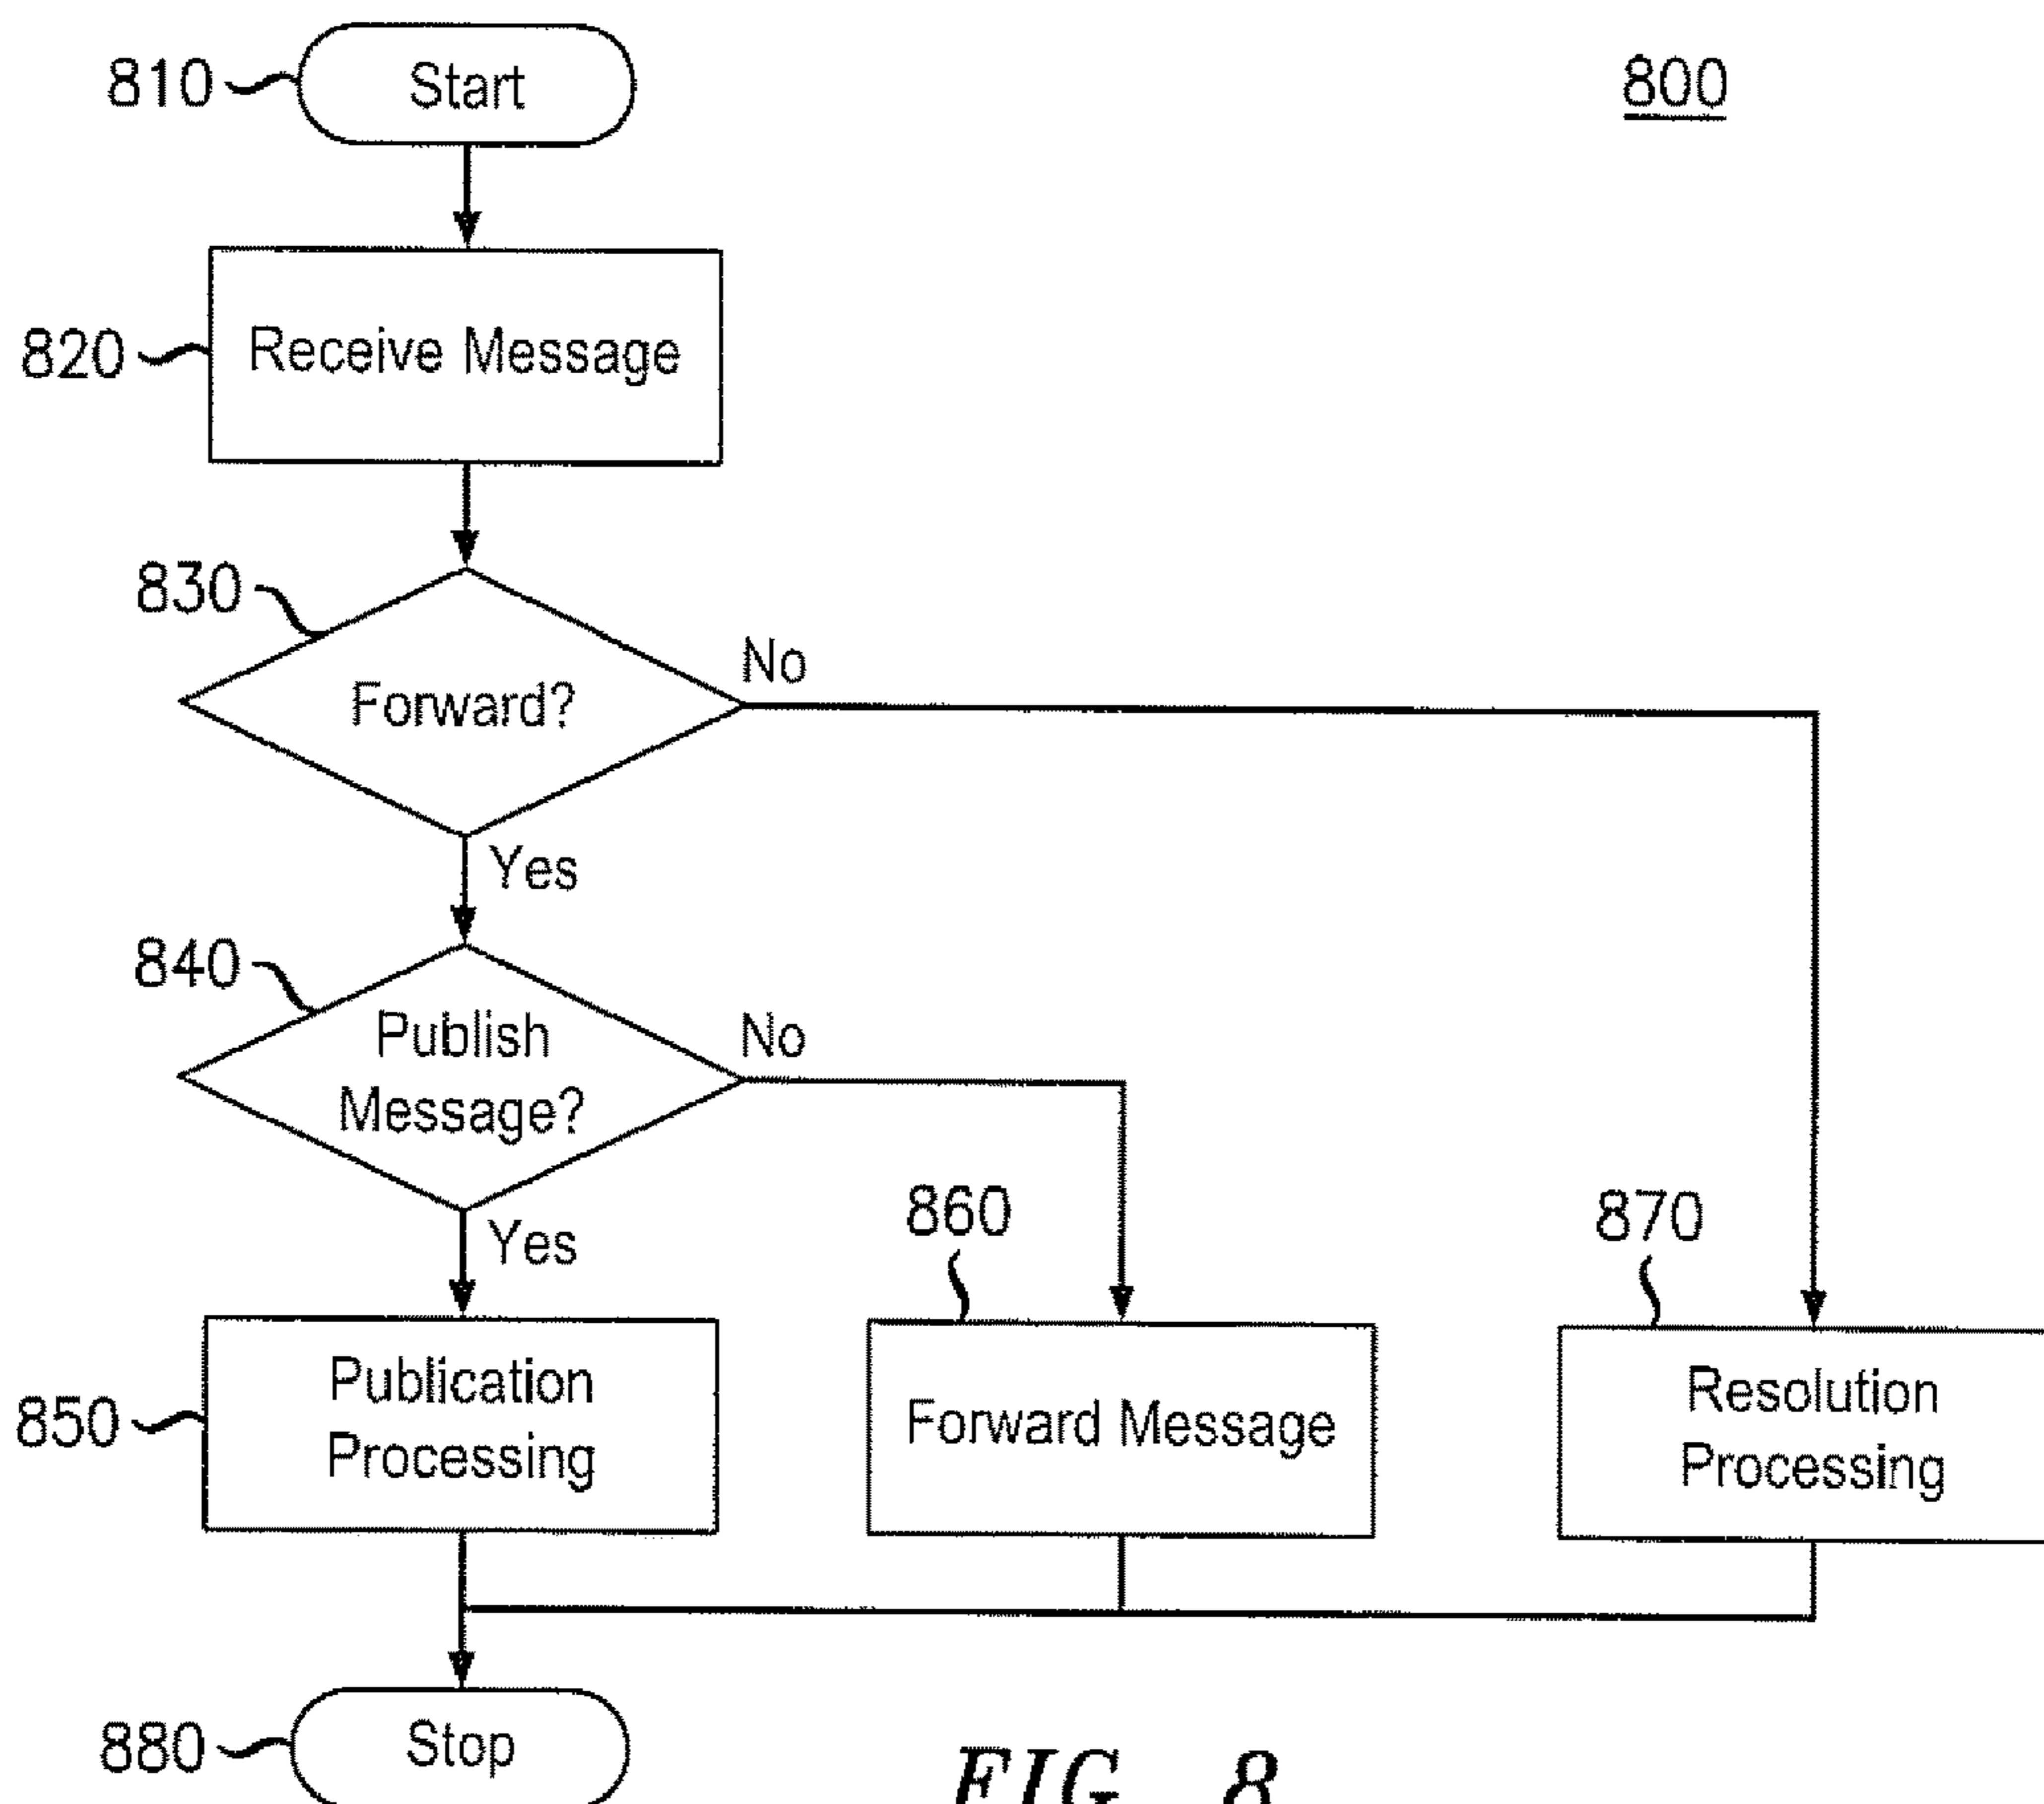 810
Start
800
820
Receive Message
830
Forward?
No
Yes
840
Publish
Message?
No
Yes
850
Publication
Processing
860
Forward Message
870
Resolution
Processing
880
Stop
FIG. 8